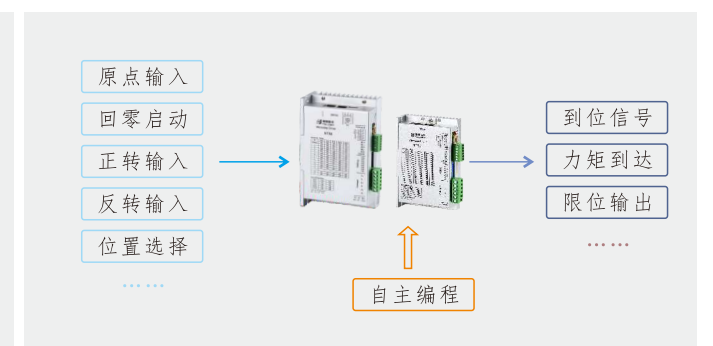 原点输入
回零启动
正转输入
反转输入
位置选择
……
到位信号
力矩到达
限位输出
……
自主编程